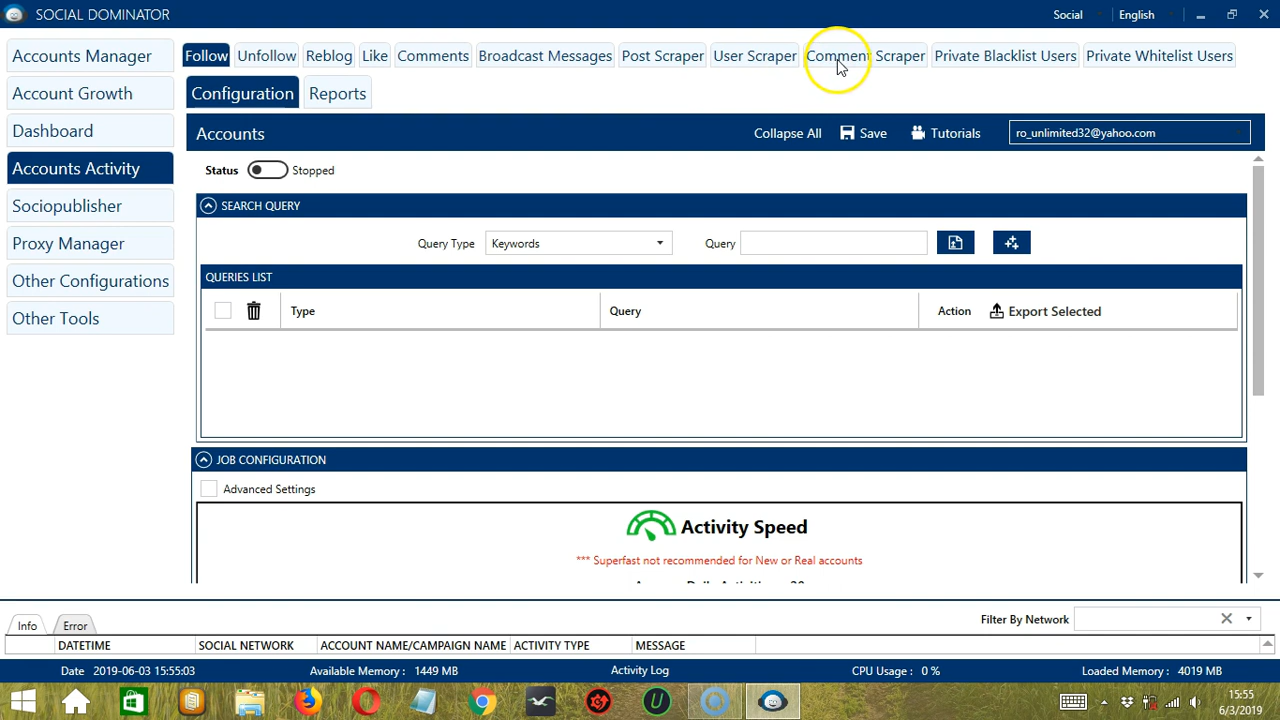 SOCIAL DOMINATOR Social English
Accounts Manager Follow Unfollow Reblog Like Comments Broadcast Messages Post Scraper User Scraper Comment Scraper Private Blacklist Users Private Whitelist Users
Account Growth Configuration Reports
Dashboard Accounts Collapse All Save Tutorials ro_unlimited32@yahoo.com
Accounts Activity Status Stopped
Sociopublisher SEARCH QUERY
Proxy Manager Query Type Keywords Query
Other Configurations QUERIES LIST
Other Tools Type Query Action Export Selected
JOB CONFIGURATION
Advanced Settings
Activity Speed
*** Superfast not recommended for New or Real accounts
Info Error Filter By Network
DATETIME SOCIAL NETWORK ACCOUNT NAME/CAMPAIGN NAME ACTIVITY TYPE MESSAGE
Date 2019-06-03 15:55:03 Available Memory : 1449 MB Activity Log CPU Usage : 0 % Loaded Memory : 4019 MB
15:55
6/3/2019